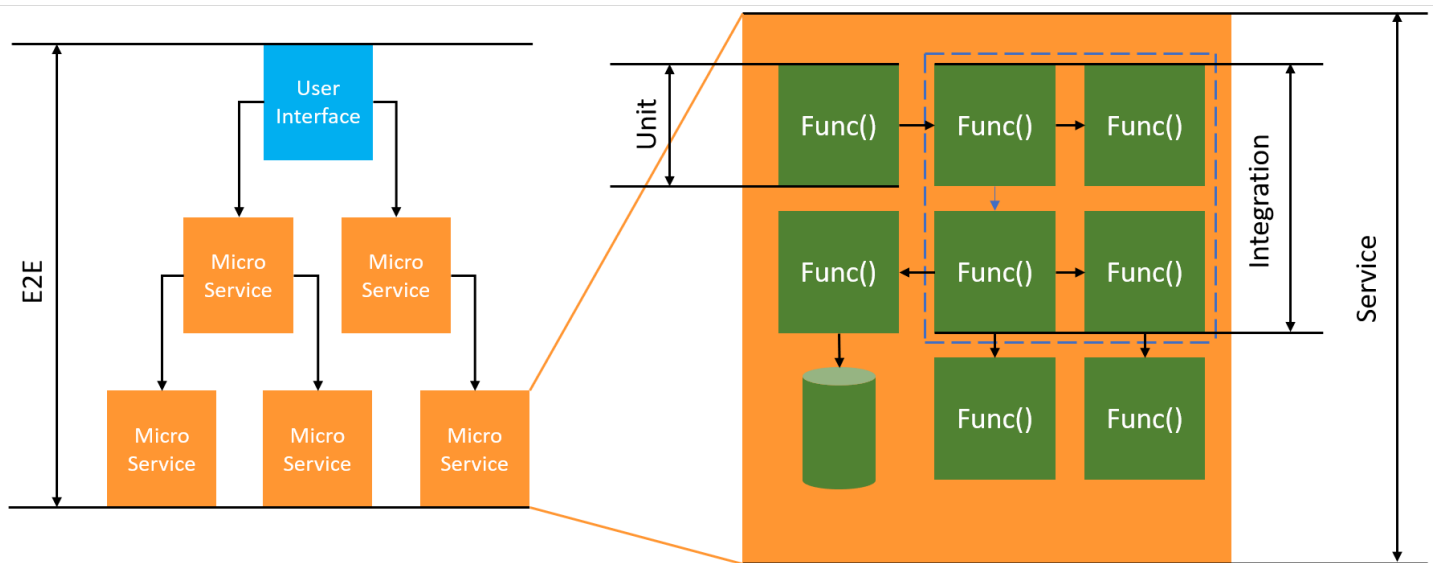 E2E
User
Interface
Micro
Service
Micro
Service
Micro
Service
Micro
Service
Micro
Service
Unit
Func()
Func()
Func()
Func()
Func()
Func()
Func()
Func()
Integration
Service